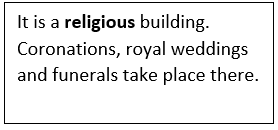 It is a religious building.
Coronations, royal weddings
and funerals take place there.